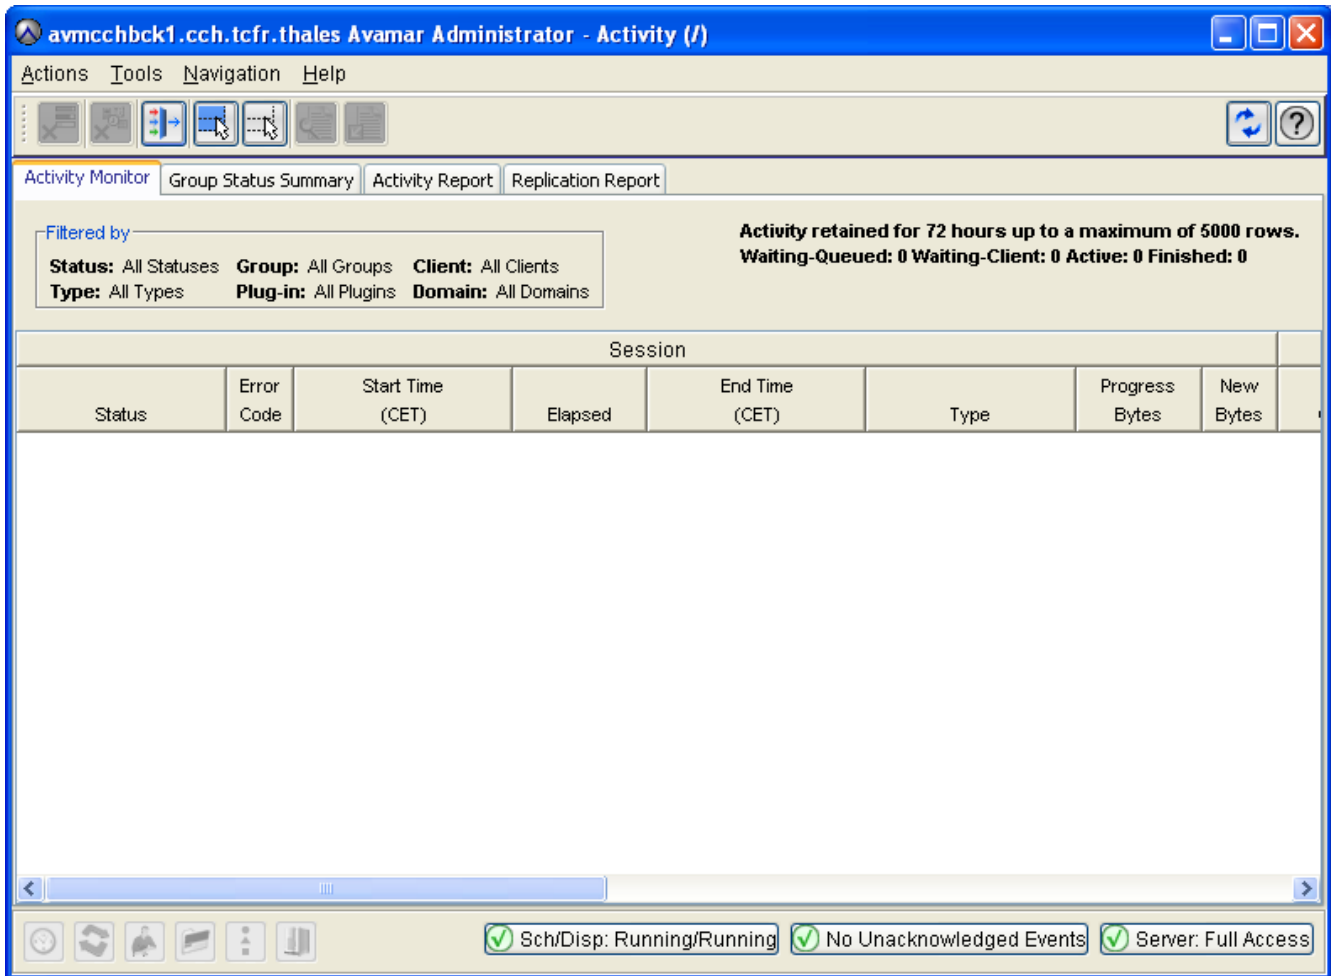 avmcchbck1.cch.tcfr.thales Avamar Administrator - Activity (/)
Actions Tools Navigation Help
Activity Monitor Group Status Summary Activity Report Replication Report
Filtered by
Status: All Statuses Group: All Groups Client: All Clients
Type: All Types Plug-in: All Plugins Domain: All Domains
Activity retained for 72 hours up to a maximum of 5000 rows.
Waiting-Queued: 0 Waiting-Client: 0 Active: 0 Finished: 0
Session
Status Error Code Start Time (CET) Elapsed End Time (CET) Type Progress Bytes New Bytes
Sch/Disp: Running/Running No Unacknowledged Events Server: Full Access